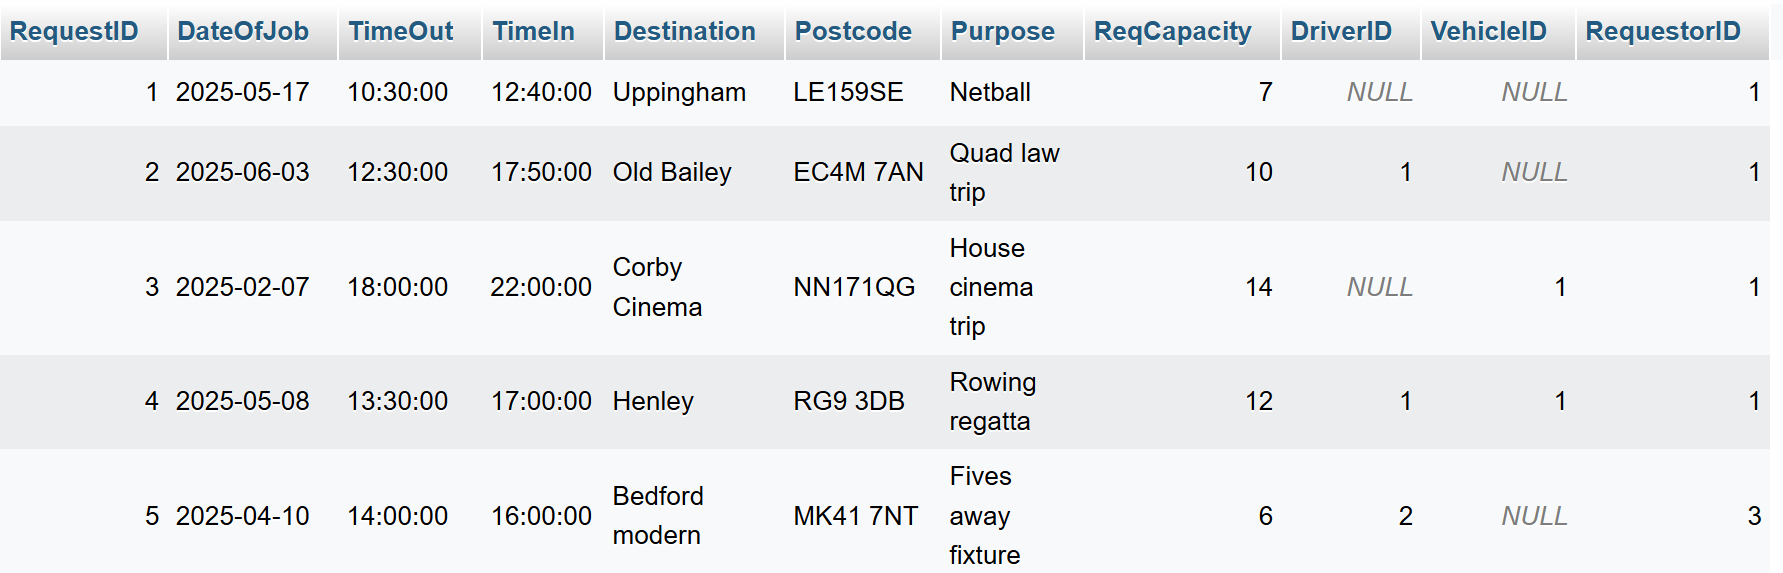 RequestID DateOfJob TimeOut TimeIn Destination Postcode Purpose ReqCapacity DriverID VehicleID RequestorID
1 2025-05-17 10:30:00 12:40:00 Uppingham LE159SE Netball 7 NULL NULL 1
2 2025-06-03 12:30:00 17:50:00 Old Bailey EC4M 7AN Quad law
trip 10 1 NULL 1
3 2025-02-07 18:00:00 22:00:00 Corby
Cinema NN171QG House
cinema
trip 14 NULL 1 1
4 2025-05-08 13:30:00 17:00:00 Henley RG9 3DB Rowing
regatta 12 1 1 1
5 2025-04-10 14:00:00 16:00:00 Bedford
modern MK41 7NT Fives
away
fixture 6 2 NULL 3